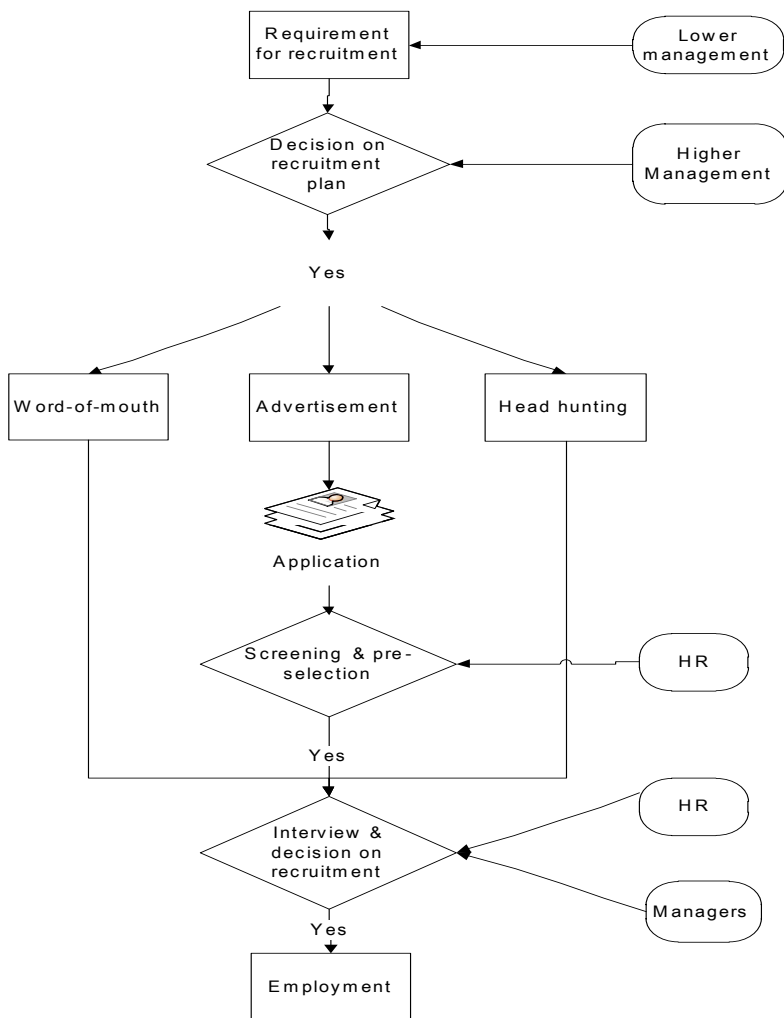 Requirement
for recruitment
Lower
management
Decision on
recruitment
plan
Higher
Management
Yes
Word-of-mouth
Advertisement
Head hunting
Application
Screening & pre-
selection
HR
Yes
HR
Interview &
decision on
recruitment
Managers
Yes
Employment